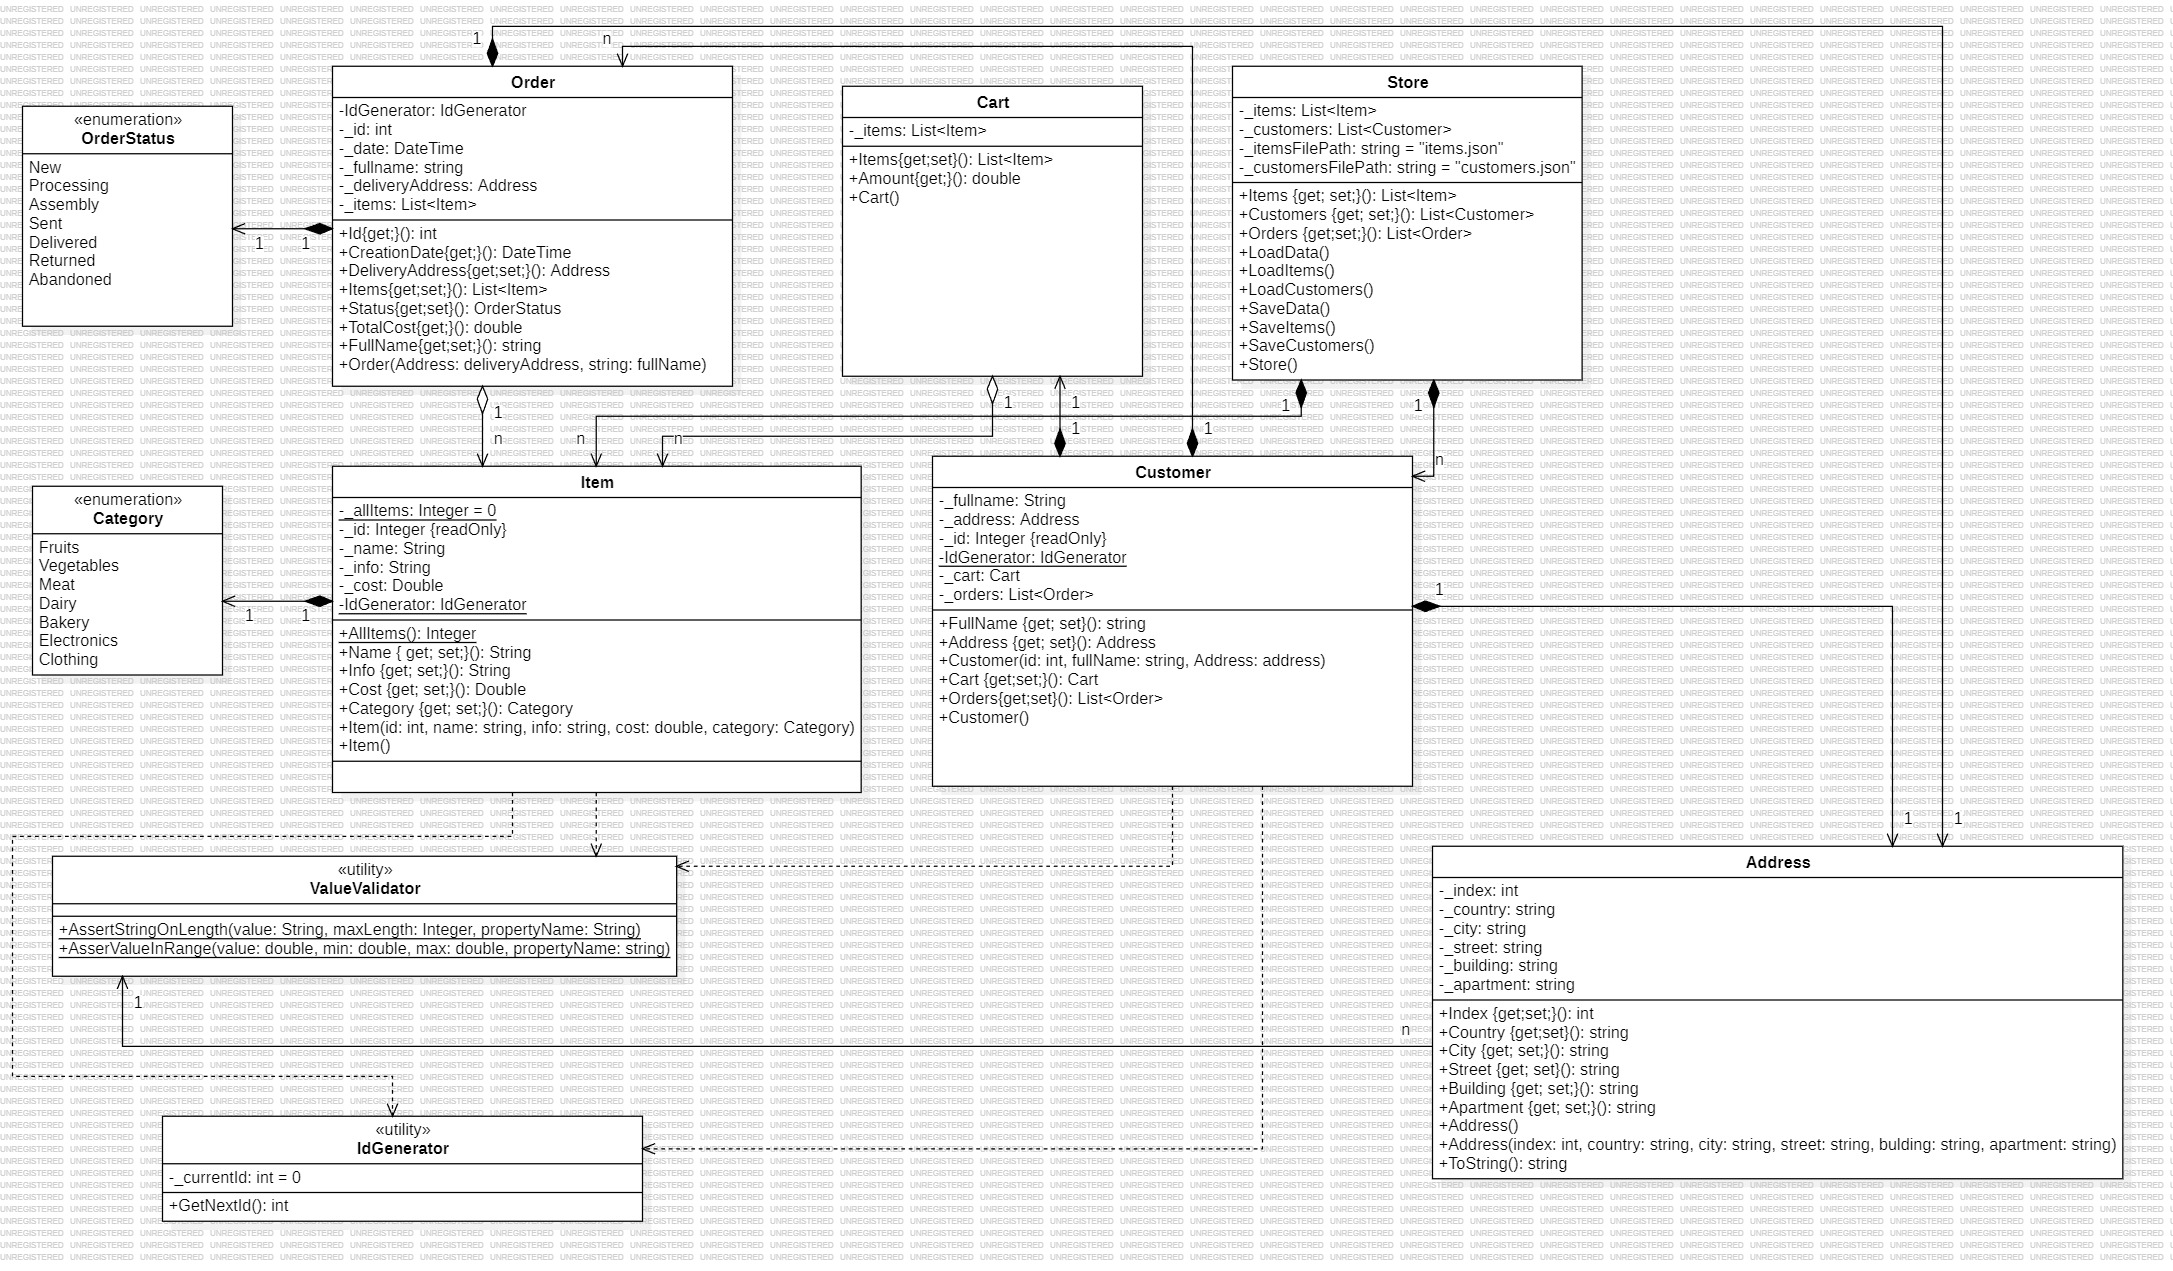 «enumeration»
OrderStatus
New
Processing
Assembly
Sent
Delivered
Returned
Abandoned
1
1
1
n
Order
-IdGenerator: IdGenerator
-_id: int
-_date: DateTime
-_fullname: string
-_deliveryAddress: Address
-_items: List<Item>
+Id{get;}(): int
+CreationDate{get;}(): DateTime
+DeliveryAddress{get;set;}(): Address
+Items{get;set;}(): List<Item>
+Status{get;set}(): OrderStatus
+TotalCost{get;}(): double
+FullName{get;set;}(): string
+Order(Address: deliveryAddress, string: fullName)
1
n
Cart
-_items: List<Item>
+Items{get;set}(): List<Item>
+Amount{get;}(): double
+Cart()
1
n
1
1
1
Store
-_items: List<Item>
-_customers: List<Customer>
-_itemsFilePath: string = "items.json"
-_customersFilePath: string = "customers.json"
+Items {get; set;}(): List<Item>
+Customers {get; set;}(): List<Customer>
+Orders {get;set;}(): List<Order>
+LoadData()
+LoadItems()
+LoadCustomers()
+SaveData()
+SaveItems()
+SaveCustomers()
+Store()
1
n
1
n
«enumeration»
Category
Fruits
Vegetables
Meat
Dairy
Bakery
Electronics
Clothing
1
1
Item
-_allItems: Integer = 0
-_id: Integer {readOnly}
-_name: String
-_info: String
-_cost: Double
-IdGenerator: IdGenerator
+AllItems(): Integer
+Name { get; set;}(): String
+Info {get; set;}(): String
+Cost {get; set;}(): Double
+Category {get; set;}(): Category
+Item(id: int, name: string, info: string, cost: double, category: Category)
+Item()
Customer
-_fullname: String
-_address: Address
-_id: Integer {readOnly}
-IdGenerator: IdGenerator
-_cart: Cart
-_orders: List<Order>
+FullName {get; set}(): string
+Address {get; set}(): Address
+Customer(id: int, fullName: string, Address: address)
+Cart {get;set;}(): Cart
+Orders{get;set}(): List<Order>
+Customer()
1
1
1
«utility»
ValueValidator
+AssertStringOnLength(value: String, maxLength: Integer, propertyName: String)
+AsserValueInRange(value: double, min: double, max: double, propertyName: string)
1
n
Address
-_index: int
-_country: string
-_city: string
-_street: string
-_building: string
-_apartment: string
+Index {get;set;}(): int
+Country {get;set}(): string
+City {get; set;}(): string
+Street {get; set}(): string
+Building {get; set;}(): string
+Apartment {get; set;}(): string
+Address()
+Address(index: int, country: string, city: string, street: string, bulding: string, apartment: string)
+ToString(): string
«utility»
IdGenerator
-_currentId: int = 0
+GetNextId(): int
UNREGISTERED